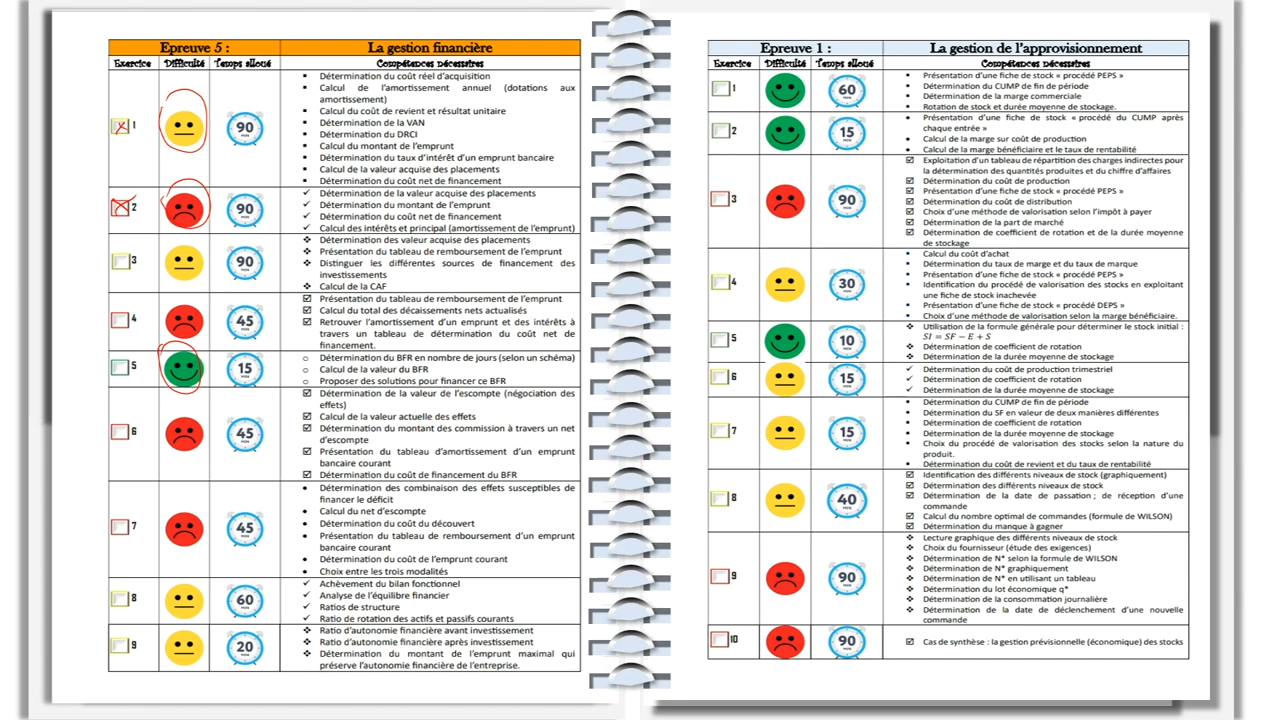 Epreuve 5 : La gestion financière
Exercice Difficulté Temps alloué Compétences nécessaires
1 90 MIN
Détermination du coût réel d'acquisition
Calcul de l'amortissement annuel (dotations aux
amortissement)
Calcul du coût de revient et résultat unitaire
Détermination de la VAN
Détermination du DRCI
Calcul du montant de l'emprunt
Détermination du taux d'intérêt d'un emprunt bancaire
Calcul de la valeur acquise des placements
Détermination du coût net de financement
2 90 MIN
Détermination de la valeur acquise des placements
Détermination du montant de l'emprunt
Détermination du coût net de financement
Calcul des intérêts et principal (amortissement de l'emprunt)
3 90 MIN
Détermination des valeur acquise des placements
Présentation du tableau de remboursement de l'emprunt
Distinguer les différentes sources de financement des
investissements
Calcul de la CAF
4 45 MIN
Présentation du tableau de remboursement de l'emprunt
Calcul du total des décaissements nets actualisés
Retrouver l'amortissement d'un emprunt et des intérêts à
travers un tableau de détermination du coût net de
financement.
5 15 MIN
Détermination du BFR en nombre de jours (selon un schéma)
Calcul de la valeur du BFR
Proposer des solutions pour financer ce BFR
6 45 MIN
Détermination de la valeur de l'escompte (négociation des
effets)
Calcul de la valeur actuelle des effets
Détermination du montant des commission à travers un net
d'escompte
Présentation du tableau d'amortissement d'un emprunt
bancaire courant
Détermination du coût de financement du BFR
7 45 MIN
Détermination des combinaison des effets susceptibles de
financer le déficit
Calcul du net d'escompte
Détermination du coût du découvert
Présentation du tableau de remboursement d'un emprunt
bancaire courant
Détermination du coût de l'emprunt courant
Choix entre les trois modalités
8 60 MIN
Achèvement du bilan fonctionnel
Analyse de l'équilibre financier
Ratios de structure
Ratio de rotation des actifs et passifs courants
9 20 MIN
Ratio d'autonomie financière avant investissement
Ratio d'autonomie financière après investissement
Détermination du montant de l'emprunt maximal qui
préserve l'autonomie financière de l'entreprise.
Epreuve 1 : La gestion de l'approvisionnement
Exercice Difficulté Temps alloué Compétences nécessaires
1 60 MIN
Présentation d'une fiche de stock « procédé PEPS »
Détermination du CUMP de fin de période
Détermination de la marge commerciale
Rotation de stock et durée moyenne de stockage.
2 15 MIN
Présentation d'une fiche de stock « procédé du CUMP après
chaque entrée »
Calcul de la marge sur coût de production
Calcul de la marge bénéficiaire et le taux de rentabilité
3 90 MIN
Exploitation d'un tableau de répartition des charges indirectes pour
la détermination des quantités produites et du chiffre d'affaires
Détermination du coût de production
Présentation d'une fiche de stock « procédé PEPS »
Détermination du coût de distribution
Choix d'une méthode de valorisation selon l'impôt à payer
Détermination de la part de marché
Détermination de coefficient de rotation et de la durée moyenne
de stockage
4 30 MIN
Calcul du coût d'achat
Détermination du taux de marge et du taux de marque
Présentation d'une fiche de stock « procédé PEPS »
Identification du procédé de valorisation des stocks en exploitant
une fiche de stock inachevée
Présentation d'une fiche de stock « procédé DEPS »
Choix d'une méthode de valorisation selon la marge bénéficiaire.
5 10 MIN
Utilisation de la formule générale pour déterminer le stock initial :
SI = SF − E + S
Détermination de coefficient de rotation
Détermination de la durée moyenne de stockage
6 15 MIN
Détermination du coût de production trimestriel
Détermination de coefficient de rotation
Détermination de la durée moyenne de stockage
7 15 MIN
Détermination du CUMP de fin de période
Détermination du SF en valeur de deux manières différentes
Détermination de coefficient de rotation
Détermination de la durée moyenne de stockage
Choix du procédé de valorisation des stocks selon la nature du
produit.
Détermination du coût de revient et du taux de rentabilité
8 40 MIN
Identification des différents niveaux de stock (graphiquement)
Détermination des différents niveaux de stock
Détermination de la date de passation ; de réception d'une
commande
Calcul du nombre optimal de commandes (formule de WILSON)
Détermination du manque à gagner
9 90 MIN
Lecture graphique des différents niveaux de stock
Choix du fournisseur (étude des exigences)
Détermination de N* selon la formule de WILSON
Détermination de N* graphiquement
Détermination de N* en utilisant un tableau
Détermination du lot économique q*
Détermination de la consommation journalière
Détermination de la date de déclenchement d'une nouvelle
commande
10 90 MIN
Cas de synthèse : la gestion prévisionnelle (économique) des stocks